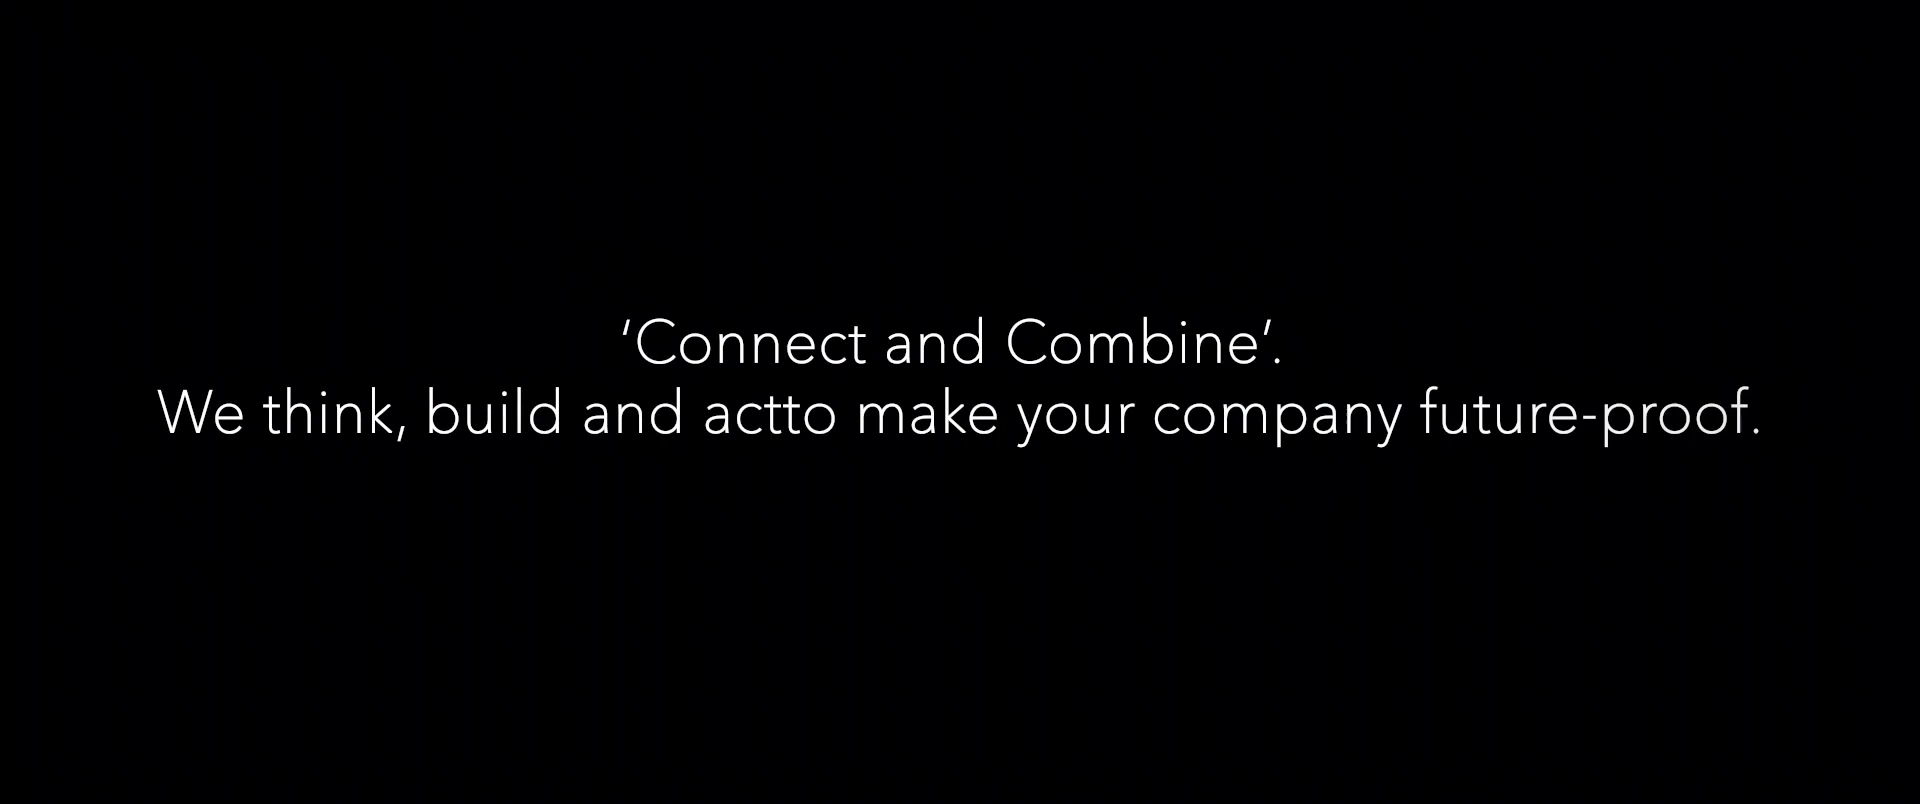 ‘Connect and Combine’.
We think, build and actto make your company future-proof.